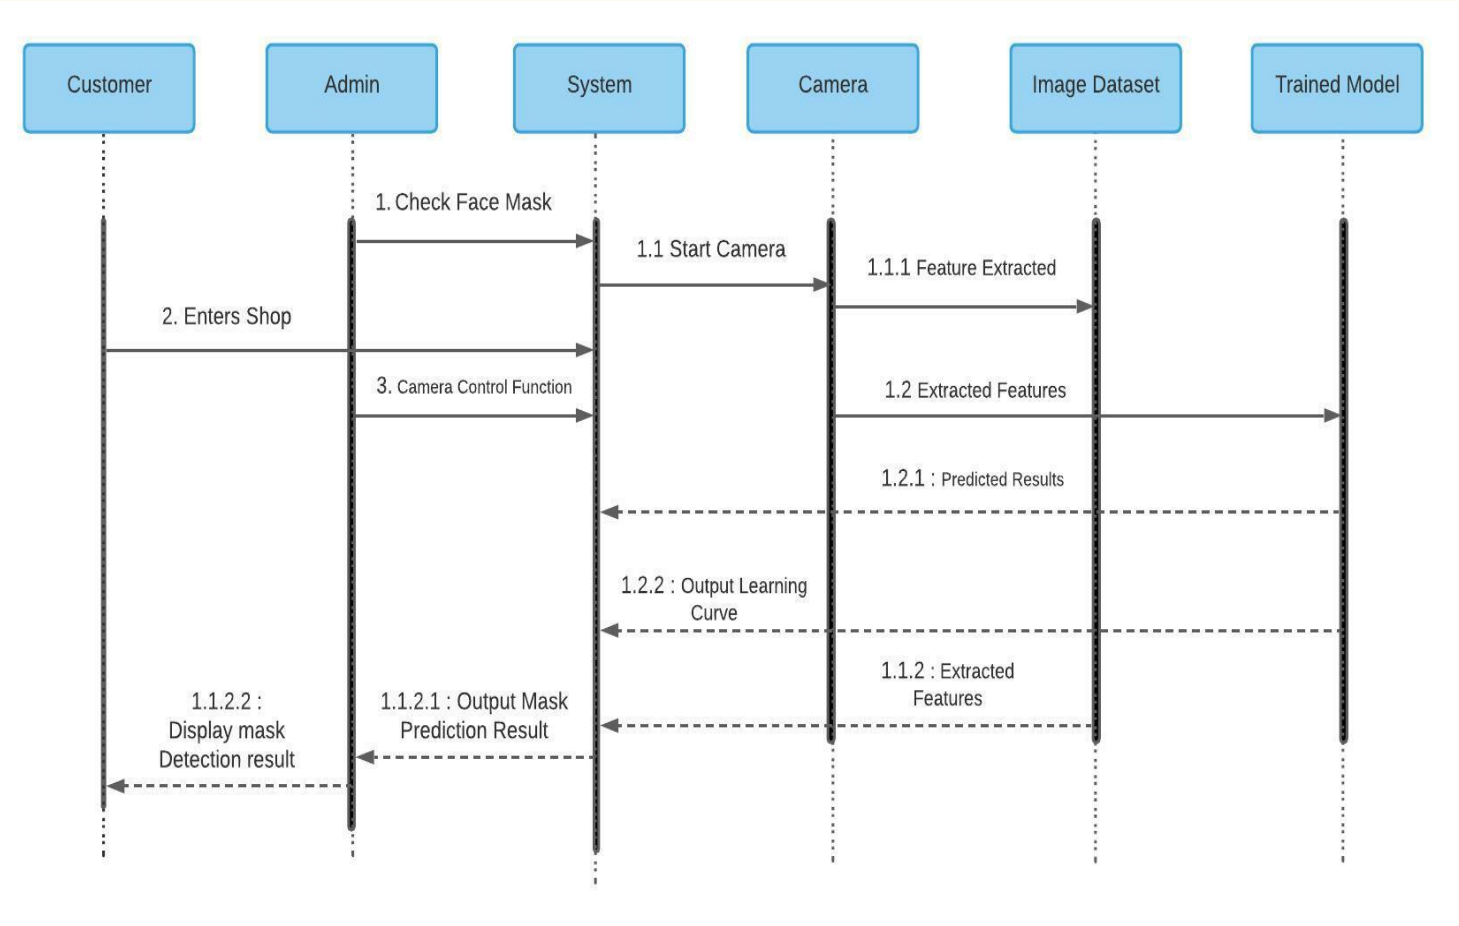 Customer
Admin
System
Camera
Image Dataset
Trained Model
1. Check Face Mask
1.1 Start Camera
1.1.1 Feature Extracted
2. Enters Shop
3. Camera Control Function
1.2 Extracted Features
1.2.1 : Predicted Results
1.2.2 : Output Learning
Curve
1.1.2 : Extracted
Features
1.1.2.2 :
Display mask
Detection result
1.1.2.1 : Output Mask
Prediction Result